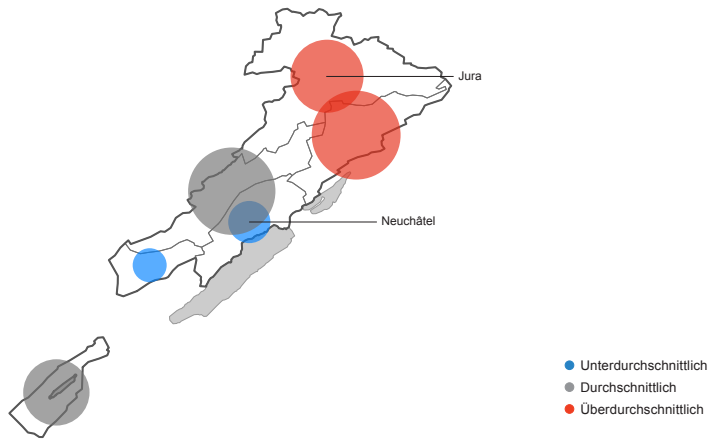 Jura
Neuchâtel
Unterdurchschnittlich
Durchschnittlich
Überdurchschnittlich